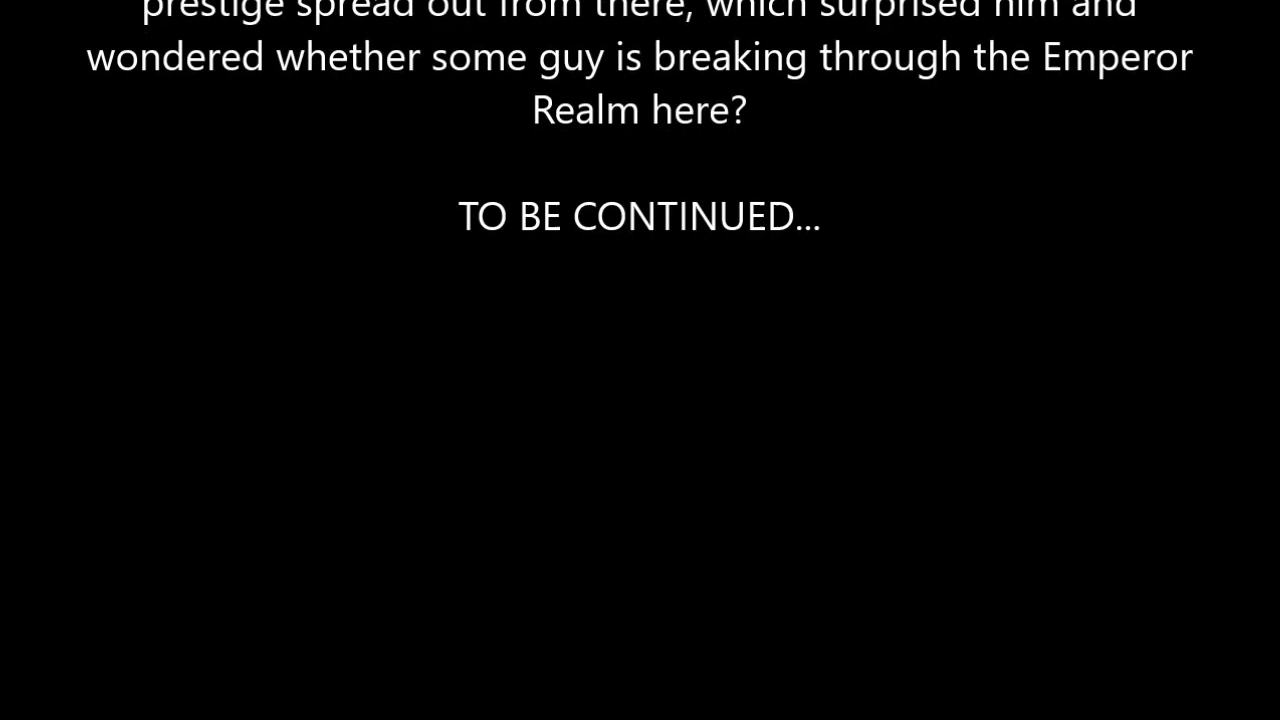 prestige spread out from there, which surprised him and
wondered whether some guy is breaking through the Emperor
Realm here?
TO BE CONTINUED...